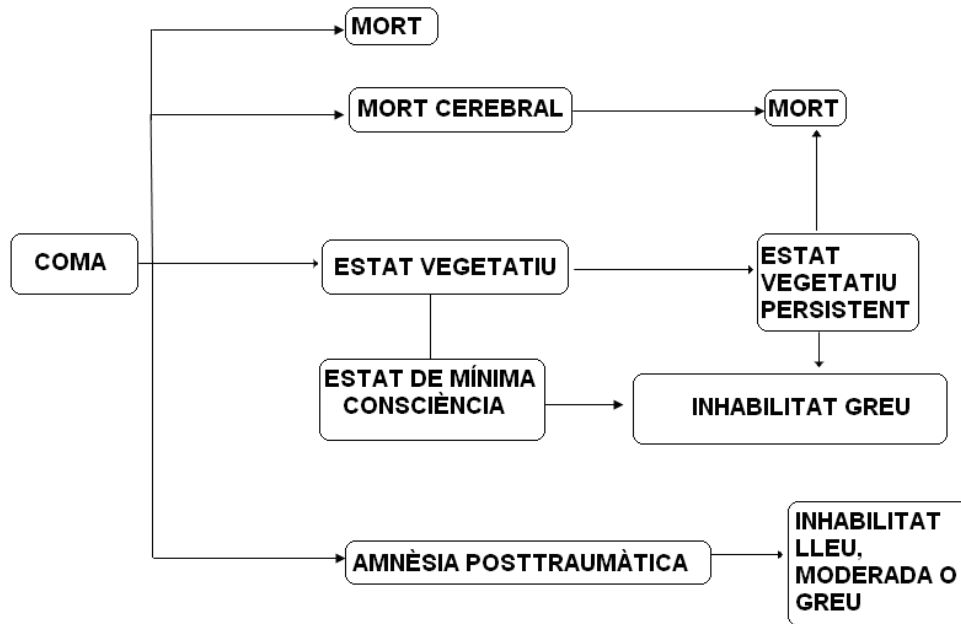 MORT
MORT CEREBRAL
MORT
COMA
ESTAT VEGETATIU
ESTAT
VEGETATIU
PERSISTENT
ESTAT DE MÍNIMA
CONSCIÈNCIA
INHABILITAT GREU
AMNÈSIA POSTTRAUMÀTICA
INHABILITAT
LLEU,
MODERADA O
GREU